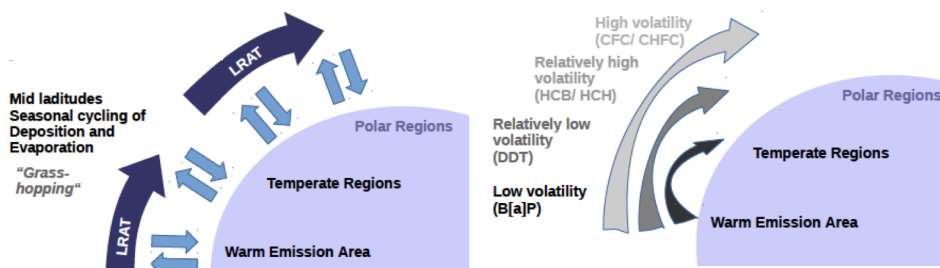 LRAT
Mid laditudes
Seasonal cycling of
Deposition and
Evaporation
"Grass-
hopping"
LRAT
Polar Regions
Temperate Regions
Warm Emission Area
High volatility
(CFC/ CHFC)
Relatively high
volatility
(HCB/ HCH)
Relatively low
volatility
(DDT)
Low volatility
(B[a]P)
Polar Regions
Temperate Regions
Warm Emission Area